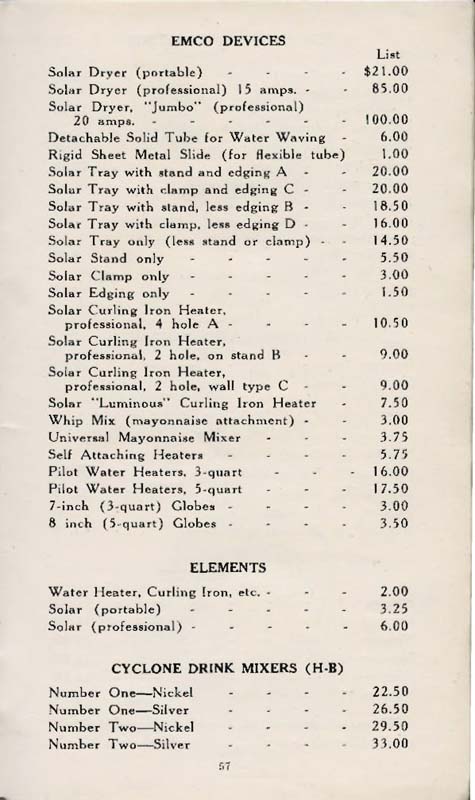 EMCO DEVICES
List
Solar Dryer (portable) - - - - $21.00
Solar Dryer (professional) 15 amps. - - 85.00
Solar Dryer, "Jumbo" (professional)
20 amps. - - - - - - 100.00
Detachable Solid Tube for Water Waving - 6.00
Rigid Sheet Metal Slide (for flexible tube) 1.00
Solar Tray with stand and edging A - - 20.00
Solar Tray with clamp and edging C - - 20.00
Solar Tray with stand, less edging B - - 18.50
Solar Tray with clamp, less edging D - - 16.00
Solar Tray only (less stand or clamp) - - 14.50
Solar Stand only - - - - - 5.50
Solar Clamp only - - - - - 3.00
Solar Edging only - - - - - 1.50
Solar Curling Iron Heater,
professional, 4 hole A - - - - 10.50
Solar Curling Iron Heater,
professional, 2 hole, on stand B - - 9.00
Solar Curling Iron Heater,
professional, 2 hole, wall type C - - 9.00
Solar "Luminous" Curling Iron Heater - 7.50
Whip Mix (mayonnaise attachment) - - 3.00
Universal Mayonnaise Mixer - - - 3.75
Self Attaching Heaters - - - - 5.75
Pilot Water Heaters, 3-quart - - - 16.00
Pilot Water Heaters, 5-quart - - - 17.50
7-inch (3-quart) Globes - - - - 3.00
8 inch (5-quart) Globes - - - - 3.50
ELEMENTS
Water Heater, Curling Iron, etc. - - - 2.00
Solar (portable) - - - - - 3.25
Solar (professional) - - - - - 6.00
CYCLONE DRINK MIXERS (H-B)
Number One—Nickel - - - - 22.50
Number One—Silver - - - - 26.50
Number Two—Nickel - - - - 29.50
Number Two—Silver - - - - 33.00
57